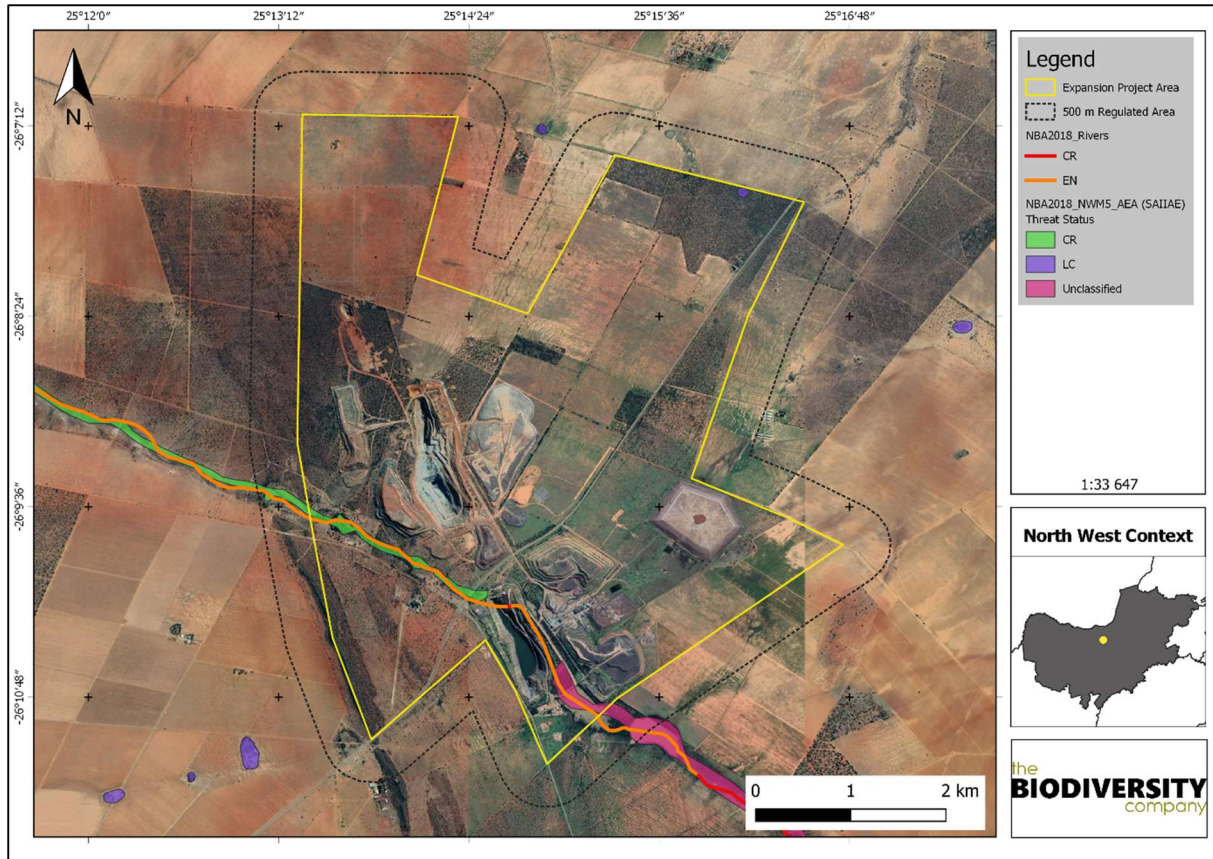 25°12'0" 25°13'12" 25°14'24" 25°15'36" 25°16'48"
N
-26°7'12"
-26°8'24"
-26°9'36"
-26°10'48"
0 1 2 km
Legend
Expansion Project Area
500 m Regulated Area
NBA2018_Rivers
CR
EN
NBA2018_NWM5_AEA (SAIIAE)
Threat Status
CR
LC
Unclassified
1:33 647
North West Context
the
BIODIVERSITY
company